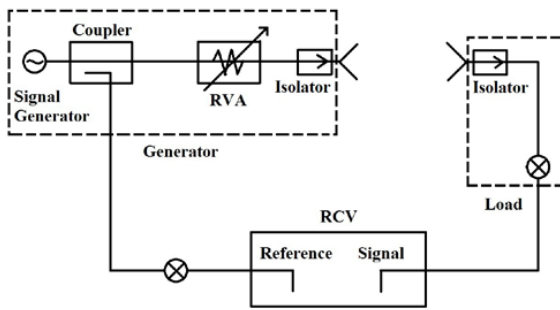 Coupler
Signal
Generator
RVA
Isolator
Generator
Isolator
Load
RCV
Reference
Signal